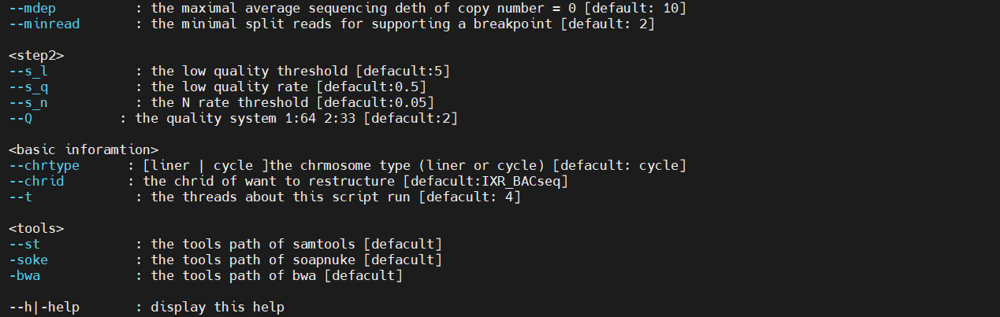 --mdep : the maximal average sequencing deth of copy number = 0 [default: 10]
--minread : the minimal split reads for supporting a breakpoint [default: 2]
<step2>
--s_l : the low quality threshold [defacult:5]
--s_q : the low quality rate [defacult:0.5]
--s_n : the N rate threshold [defacult:0.05]
--Q : the quality system 1:64 2:33 [defacult:2]
<basic inforamtion>
--chrtype : [liner | cycle ]the chrmosome type (liner or cycle) [defacult: cycle]
--chrid : the chrid of want to restructure [defacult:IXR_BACseq]
--t : the threads about this script run [defacult: 4]
<tools>
--st : the tools path of samtools [defacult]
-soke : the tools path of soapnuke [defacult]
-bwa : the tools path of bwa [defacult]
--h|-help : display this help